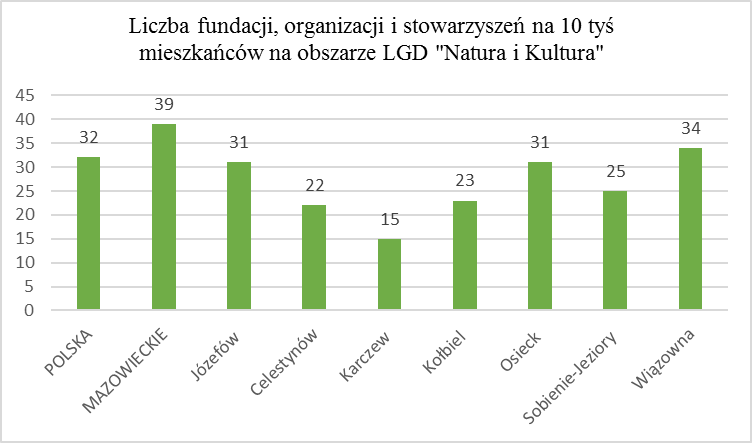 Liczba fundacji, organizacji i stowarzyszeń na 10 tyś
mieszkańców na obszarze LGD "Natura i Kultura"
45
40
35
30
25
20
15
10
5
0
32
39
31
22
15
23
31
25
34
POLSKA
MAZOWIECKIE
Józefów
Celestynów
Karczew
Kołbiel
Osieck
Sobienie-Jeziory
Wiązowna